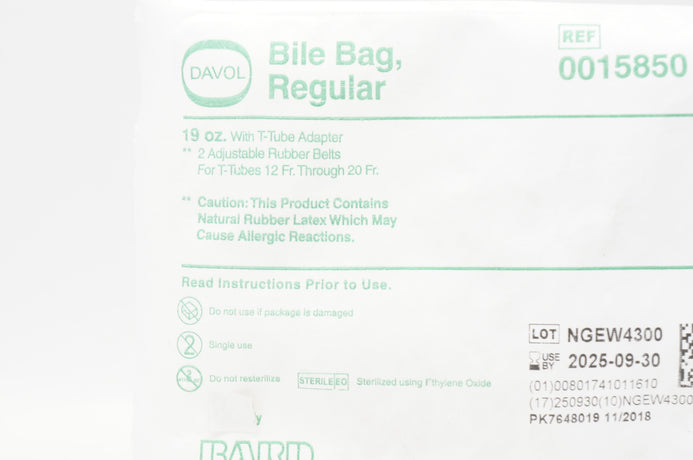 DAVOL
Bile Bag,
Regular
REF
0015850
19 oz. With T-Tube Adapter
** 2 Adjustable Rubber Belts
For T-Tubes 12 Fr. Through 20 Fr.
** Caution: This Product Contains
Natural Rubber Latex Which May
Cause Allergic Reactions.
Read Instructions Prior to Use.
Do not use if package is damaged
2 Single use
Do not resterilize
STERILE EO Sterilized using Ethylene Oxide
LOT NGEW4300
USE BY 2025-09-30
(01)00801741011610
(17)250930(10)NGEW4300
PK7648019 11/2018
y
BARD